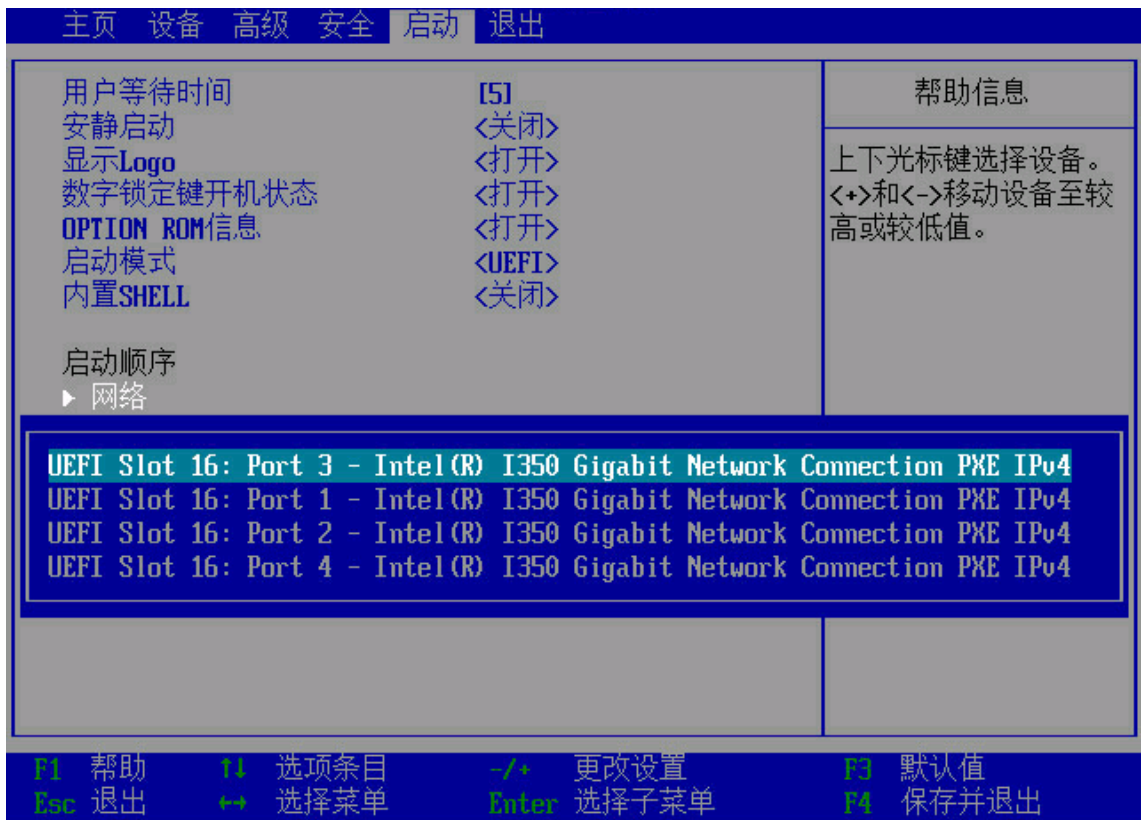 主页 设备 高级 安全 启动 退出
用户等待时间 [5]
安静启动 <关闭>
显示Logo <打开>
数字锁定键开机状态 <打开>
OPTION ROM信息 <打开>
启动模式 <UEFI>
内置SHELL <关闭>
启动顺序
▶ 网络
帮助信息
上下光标键选择设备。
<+>和<->移动设备至较
高或较低值。
UEFI Slot 16: Port 3 - Intel(R) I350 Gigabit Network Connection PXE IPv4
UEFI Slot 16: Port 1 - Intel(R) I350 Gigabit Network Connection PXE IPv4
UEFI Slot 16: Port 2 - Intel(R) I350 Gigabit Network Connection PXE IPv4
UEFI Slot 16: Port 4 - Intel(R) I350 Gigabit Network Connection PXE IPv4
F1 帮助 ↑↓ 选项条目 -/+ 更改设置 F3 默认值
Esc 退出 ←→ 选择菜单 Enter 选择子菜单 F4 保存并退出